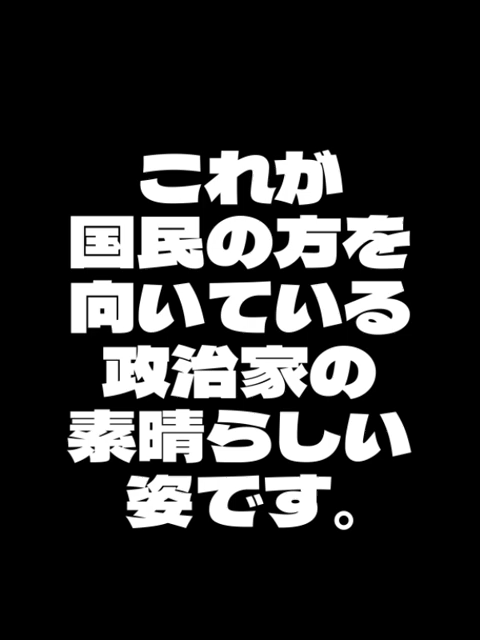 これが
国民の方を
向いている
政治家の
素晴らしい
姿です。